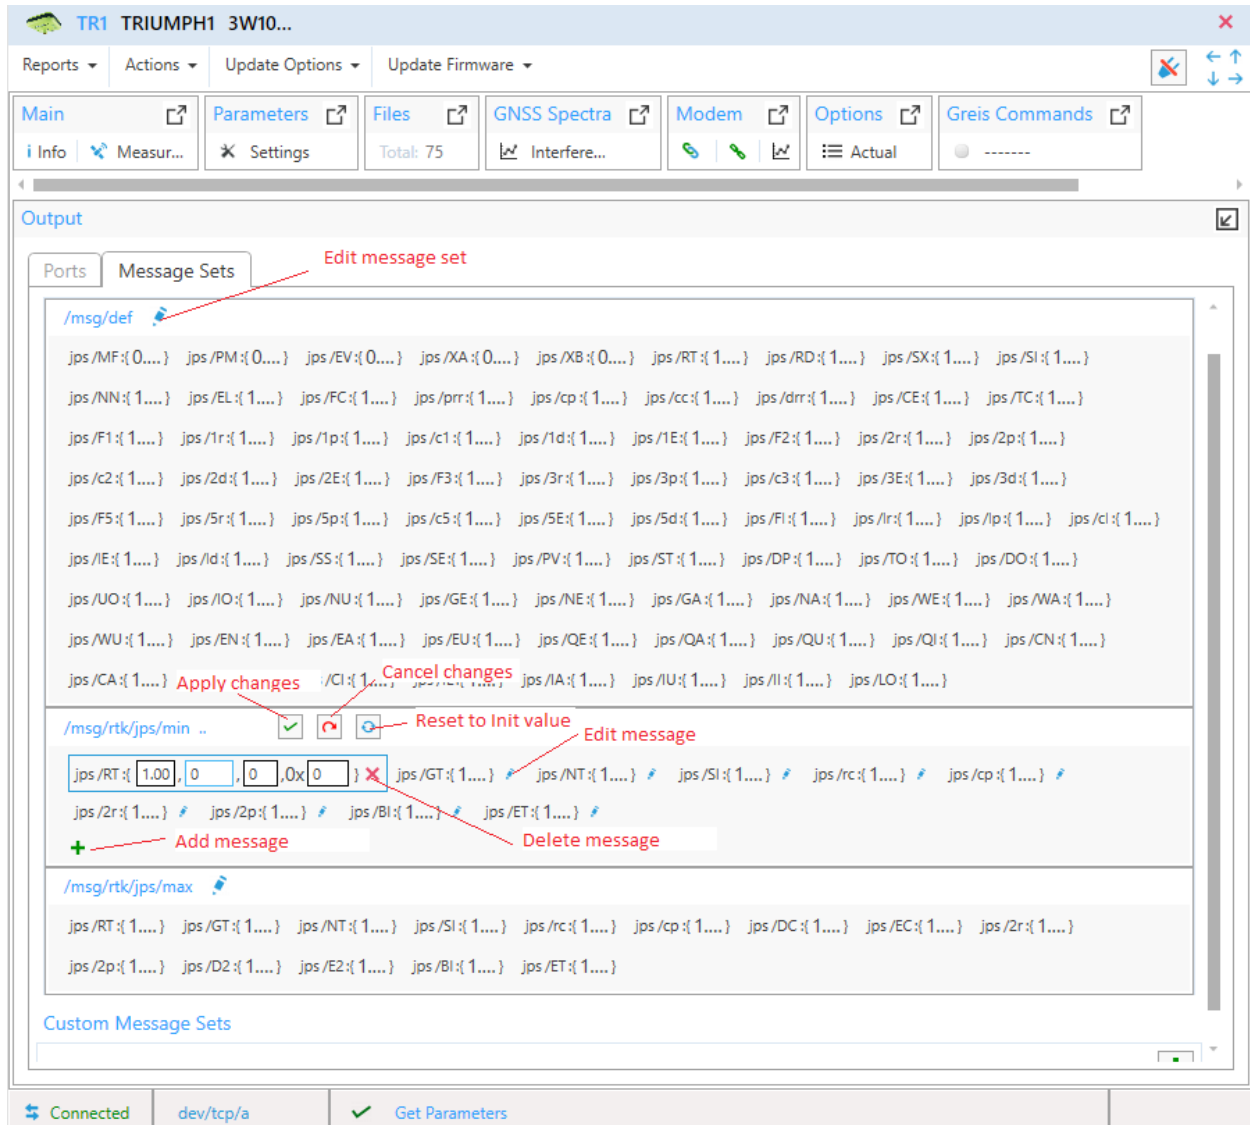 TR1 TRIUMPH1 3W10...
Reports Actions Update Options Update Firmware
Main Parameters Files GNSS Spectra Modem Options Greis Commands
i Info Measur... Settings Total: 75 Interfere... Actual -------
Output
Ports Message Sets Edit message set
/msg/def
jps/MF:{ 0.... } jps/PM:{ 0.... } jps/EV:{ 0.... } jps/XA:{ 0.... } jps/XB:{ 0.... } jps/RT:{ 1.... } jps/RD:{ 1.... } jps/SX:{ 1.... } jps/SI:{ 1.... }
jps/NN:{ 1.... } jps/EL:{ 1.... } jps/FC:{ 1.... } jps/prr:{ 1.... } jps/cp:{ 1.... } jps/cc:{ 1.... } jps/drr:{ 1.... } jps/CE:{ 1.... } jps/TC:{ 1.... }
jps/F1:{ 1.... } jps/1r:{ 1.... } jps/1p:{ 1.... } jps/c1:{ 1.... } jps/1d:{ 1.... } jps/1E:{ 1.... } jps/F2:{ 1.... } jps/2r:{ 1.... } jps/2p:{ 1.... }
jps/c2:{ 1.... } jps/2d:{ 1.... } jps/2E:{ 1.... } jps/F3:{ 1.... } jps/3r:{ 1.... } jps/3p:{ 1.... } jps/c3:{ 1.... } jps/3E:{ 1.... } jps/3d:{ 1.... }
jps/F5:{ 1.... } jps/5r:{ 1.... } jps/5p:{ 1.... } jps/c5:{ 1.... } jps/5E:{ 1.... } jps/5d:{ 1.... } jps/Fl:{ 1.... } jps/lr:{ 1.... } jps/lp:{ 1.... } jps/cl:{ 1.... }
jps/lE:{ 1.... } jps/ld:{ 1.... } jps/SS:{ 1.... } jps/SE:{ 1.... } jps/PV:{ 1.... } jps/ST:{ 1.... } jps/DP:{ 1.... } jps/TO:{ 1.... } jps/DO:{ 1.... }
jps/UO:{ 1.... } jps/IO:{ 1.... } jps/NU:{ 1.... } jps/GE:{ 1.... } jps/NE:{ 1.... } jps/GA:{ 1.... } jps/NA:{ 1.... } jps/WE:{ 1.... } jps/WA:{ 1.... }
jps/WU:{ 1.... } jps/EN:{ 1.... } jps/EA:{ 1.... } jps/EU:{ 1.... } jps/QE:{ 1.... } jps/QA:{ 1.... } jps/QU:{ 1.... } jps/QI:{ 1.... } jps/CN:{ 1.... }
jps/CA:{ 1.... } Apply changes /CI:{ 1.... } Cancel changes jps/IA:{ 1.... } jps/IU:{ 1.... } jps/II:{ 1.... } jps/LO:{ 1.... }
/msg/rtk/jps/min .. Reset to Init value
Edit message
jps/RT:{ 1.00 , 0 , 0 ,0x 0 } jps/GT:{ 1.... } jps/NT:{ 1.... } jps/SI:{ 1.... } jps/rc:{ 1.... } jps/cp:{ 1.... }
jps/2r:{ 1.... } jps/2p:{ 1.... } jps/BI:{ 1.... } jps/ET:{ 1.... }
Add message Delete message
/msg/rtk/jps/max
jps/RT:{ 1.... } jps/GT:{ 1.... } jps/NT:{ 1.... } jps/SI:{ 1.... } jps/rc:{ 1.... } jps/cp:{ 1.... } jps/DC:{ 1.... } jps/EC:{ 1.... } jps/2r:{ 1.... }
jps/2p:{ 1.... } jps/D2:{ 1.... } jps/E2:{ 1.... } jps/BI:{ 1.... } jps/ET:{ 1.... }
Custom Message Sets
Connected dev/tcp/a Get Parameters